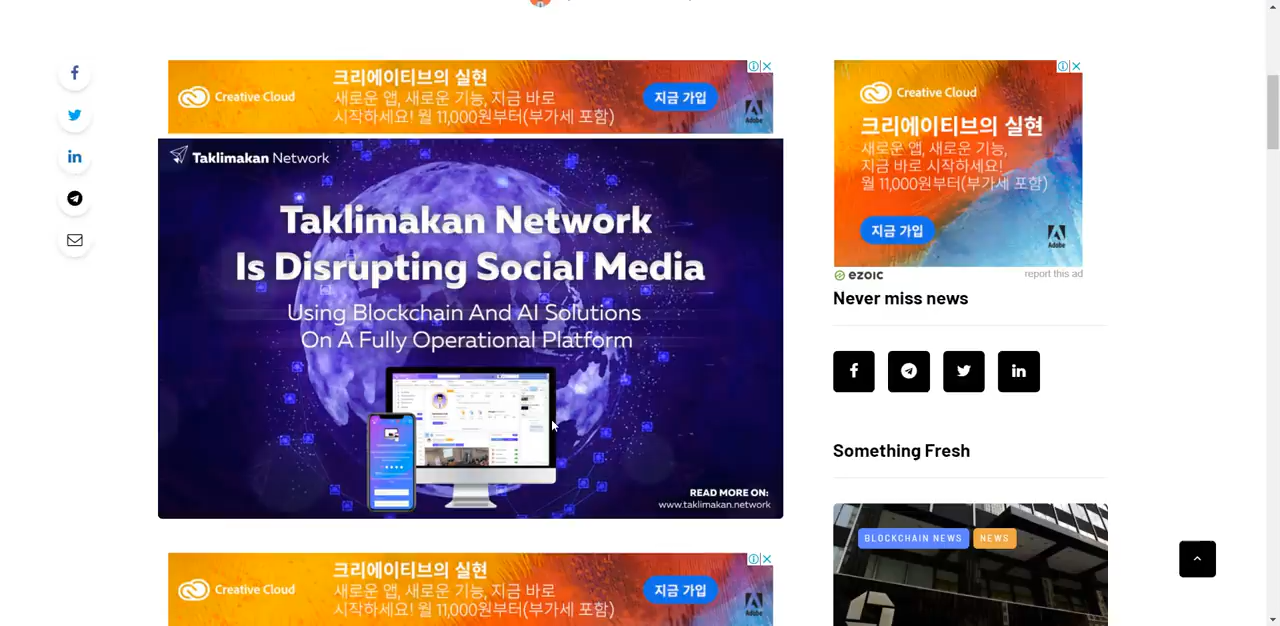 Creative Cloud
크리에이티브의 실현
새로운 앱, 새로운 기능, 지금 바로
시작하세요! 월 11,000원부터(부가세 포함)
지금 가입
Adobe
Taklimakan Network
Taklimakan Network
Is Disrupting Social Media
Using Blockchain And AI Solutions
On A Fully Operational Platform
READ MORE ON:
www.taklimakan.network
Creative Cloud
크리에이티브의 실현
새로운 앱, 새로운 기능, 지금 바로
시작하세요! 월 11,000원부터(부가세 포함)
지금 가입
Adobe
Creative Cloud
크리에이티브의 실현
새로운 앱, 새로운 기능,
지금 바로 시작하세요!
월 11,000원부터(부가세 포함)
지금 가입
Adobe
ezoic
report this ad
Never miss news
Something Fresh
BLOCKCHAIN NEWS
NEWS